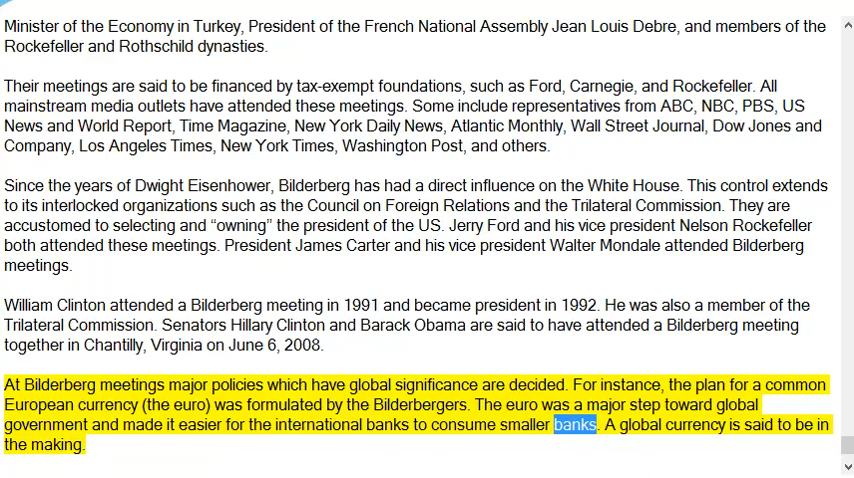 Minister of the Economy in Turkey, President of the French National Assembly Jean Louis Debre, and members of the
Rockefeller and Rothschild dynasties.
Their meetings are said to be financed by tax-exempt foundations, such as Ford, Carnegie, and Rockefeller. All
mainstream media outlets have attended these meetings. Some include representatives from ABC, NBC, PBS, US
News and World Report, Time Magazine, New York Daily News, Atlantic Monthly, Wall Street Journal, Dow Jones and
Company, Los Angeles Times, New York Times, Washington Post, and others.
Since the years of Dwight Eisenhower, Bilderberg has had a direct influence on the White House. This control extends
to its interlocked organizations such as the Council on Foreign Relations and the Trilateral Commission. They are
accustomed to selecting and “owning” the president of the US. Jerry Ford and his vice president Nelson Rockefeller
both attended these meetings. President James Carter and his vice president Walter Mondale attended Bilderberg
meetings.
William Clinton attended a Bilderberg meeting in 1991 and became president in 1992. He was also a member of the
Trilateral Commission. Senators Hillary Clinton and Barack Obama are said to have attended a Bilderberg meeting
together in Chantilly, Virginia on June 6, 2008.
At Bilderberg meetings major policies which have global significance are decided. For instance, the plan for a common
European currency (the euro) was formulated by the Bilderbergers. The euro was a major step toward global
government and made it easier for the international banks to consume smaller banks. A global currency is said to be in
the making.